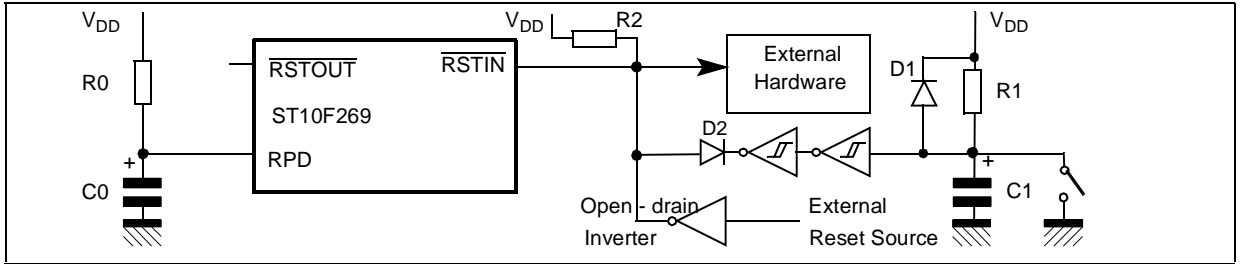 VDD
R0
+
C0
RSTOUT
RSTIN
ST10F269
RPD
VDD
R2
External
Hardware
D2
Open - drain
Inverter
External
Reset Source
D1
VDD
R1
+
C1